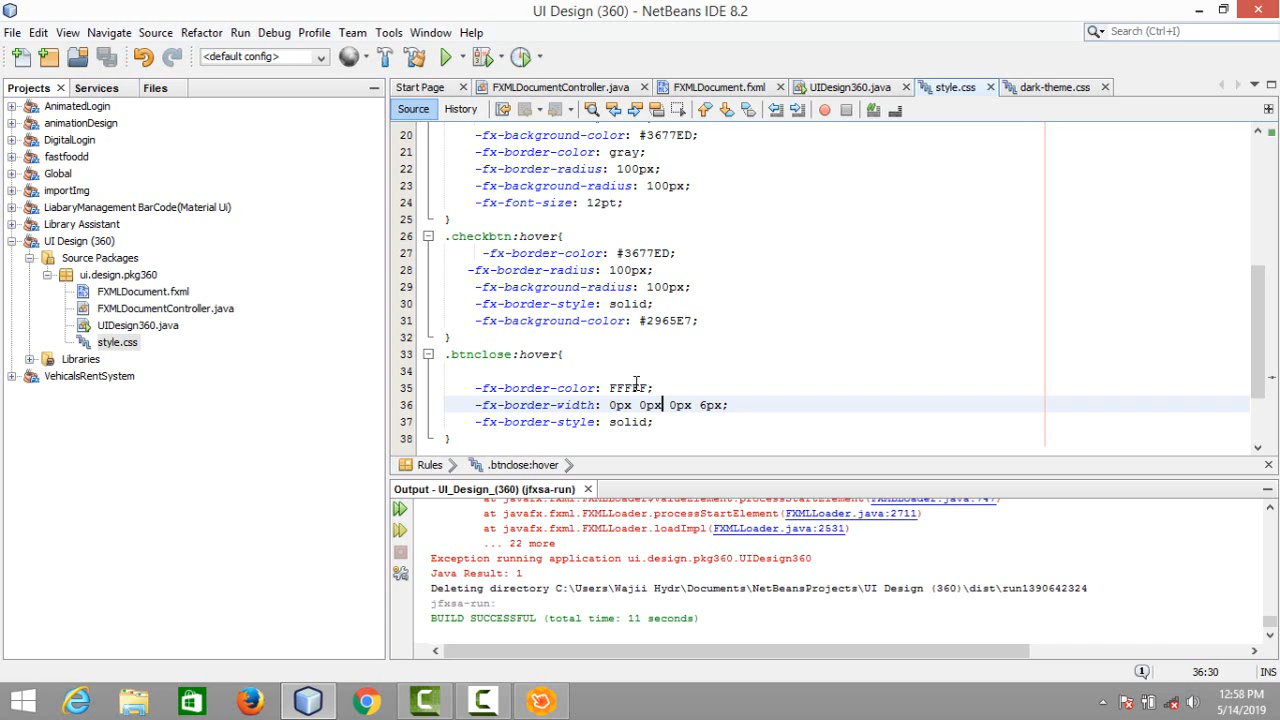 UI Design (360) - NetBeans IDE 8.2
File Edit View Navigate Source Refactor Run Debug Profile Team Tools Window Help
Search (Ctrl+I)
<default config>
Projects Services Files
Start Page FXMLDocumentController.java FXMLDocument.fxml UIDesign360.java style.css dark-theme.css
Source History
AnimatedLogin
animationDesign
DigitalLogin
fastfoodd
Global
importImg
LiabaryManagement BarCode(Material Ui)
Library Assistant
UI Design (360)
Source Packages
ui.design.pkg360
FXMLDocument.fxml
FXMLDocumentController.java
UIDesign360.java
style.css
Libraries
VehicalsRentSystem
20 -fx-background-color: #3677ED;
21 -fx-border-color: gray;
22 -fx-border-radius: 100px;
23 -fx-background-radius: 100px;
24 -fx-font-size: 12pt;
25 }
26 .checkbtn:hover{
27 -fx-border-color: #3677ED;
28 -fx-border-radius: 100px;
29 -fx-background-radius: 100px;
30 -fx-border-style: solid;
31 -fx-background-color: #2965E7;
32 }
33 .btnclose:hover{
34
35 -fx-border-color: FFFFF;
36 -fx-border-width: 0px 0px 0px 6px;
37 -fx-border-style: solid;
38 }
Rules .btnclose:hover
Output - UI_Design_(360) (jfxsa-run)
at javafx.fxml.FXMLLoader$ValueElement.processStartElement(FXMLLoader.java:747)
at javafx.fxml.FXMLLoader.processStartElement(FXMLLoader.java:2711)
at javafx.fxml.FXMLLoader.loadImpl(FXMLLoader.java:2531)
... 22 more
Exception running application ui.design.pkg360.UIDesign360
Java Result: 1
Deleting directory C:\Users\Wajii Hydr\Documents\NetBeansProjects\UI Design (360)\dist\run1390642324
jfxsa-run:
BUILD SUCCESSFUL (total time: 11 seconds)
36:30 INS
12:58 PM
5/14/2019